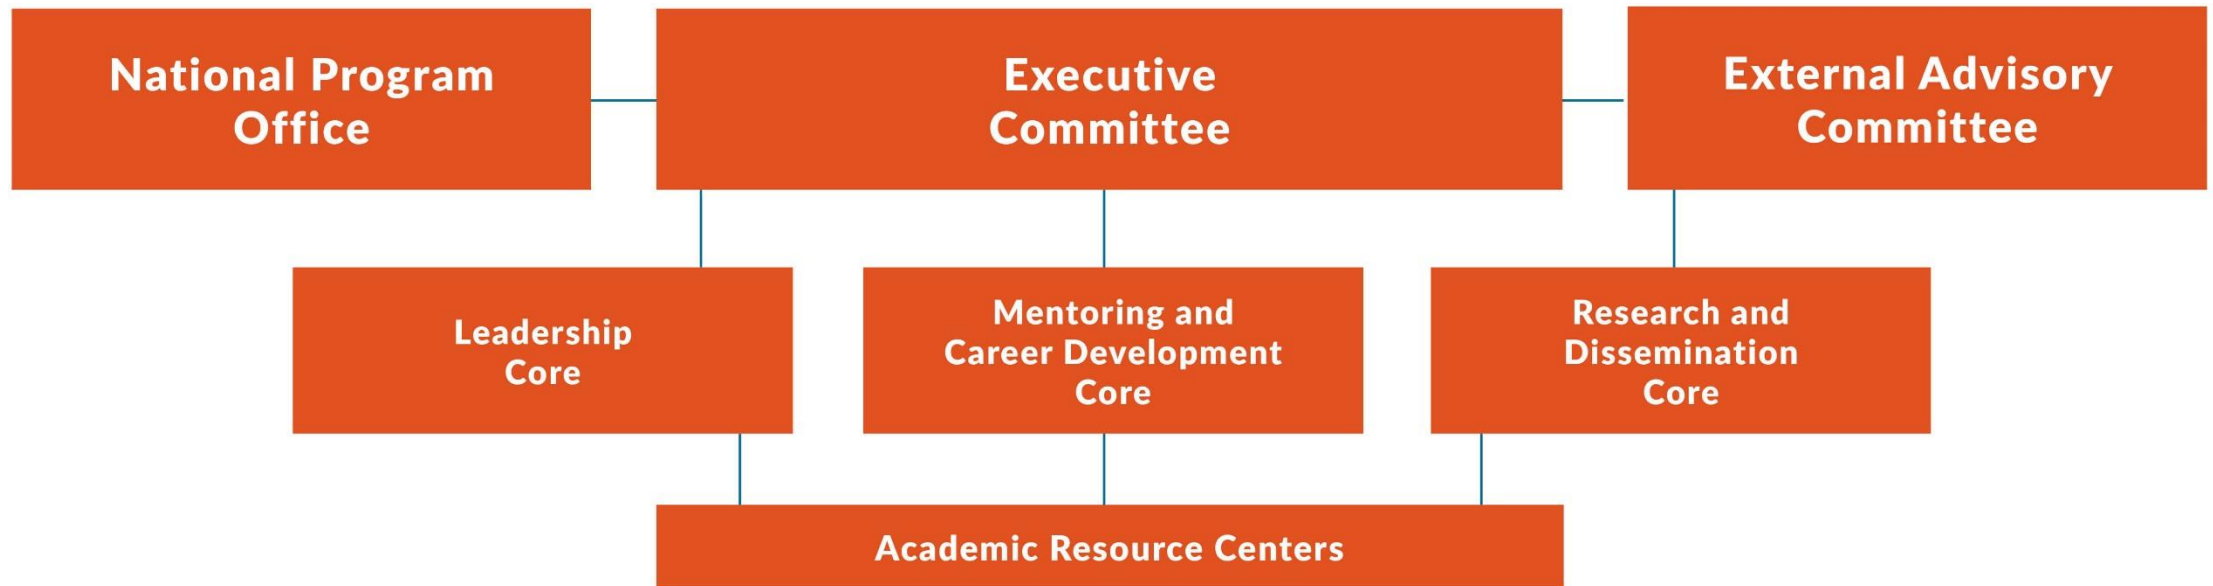 National Program
Office
Executive
Committee
External Advisory
Committee
Leadership
Core
Mentoring and
Career Development
Core
Research and
Dissemination
Core
Academic Resource Centers